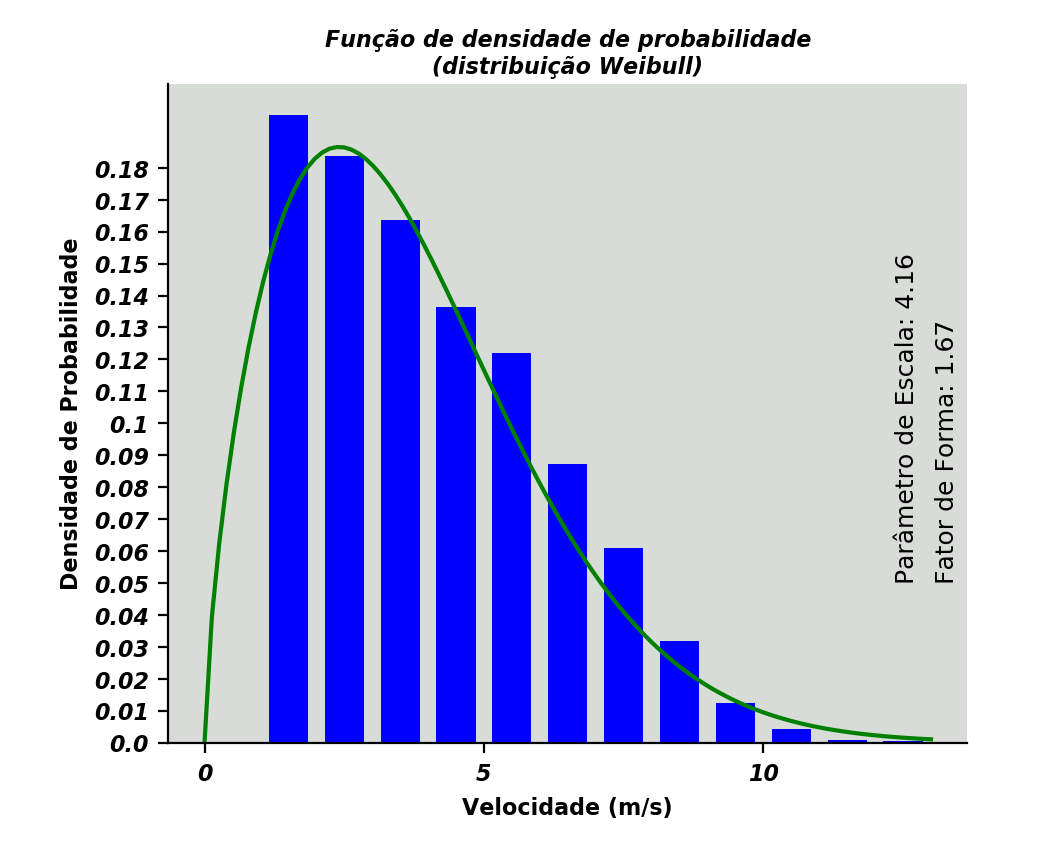 Função de densidade de probabilidade
(distribuição Weibull)
Densidade de Probabilidade
0.18
0.17
0.16
0.15
0.14
0.13
0.12
0.11
0.1
0.09
0.08
0.07
0.06
0.05
0.04
0.03
0.02
0.01
0.0
Parâmetro de Escala: 4.16
Fator de Forma: 1.67
0 5 10
Velocidade (m/s)